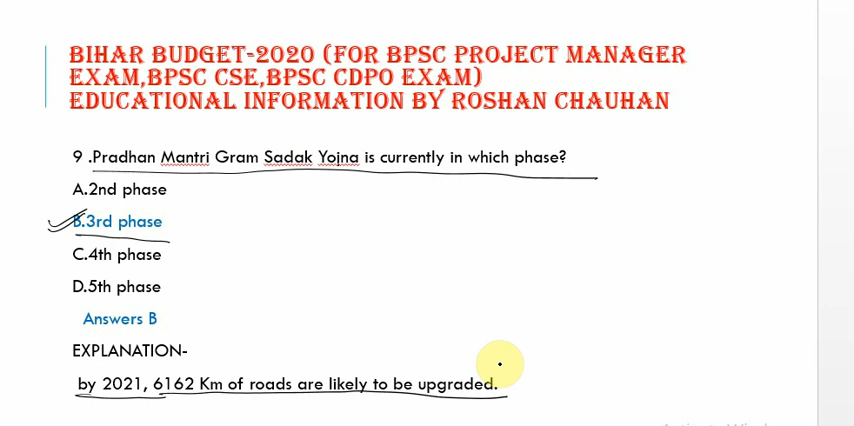 BIHAR BUDGET-2020 (FOR BPSC PROJECT MANAGER
EXAM,BPSC CSE,BPSC CDPO EXAM)
EDUCATIONAL INFORMATION BY ROSHAN CHAUHAN
9 .Pradhan Mantri Gram Sadak Yojna is currently in which phase?
A.2nd phase
B.3rd phase
C.4th phase
D.5th phase
Answers B
EXPLANATION-
by 2021, 6162 Km of roads are likely to be upgraded.